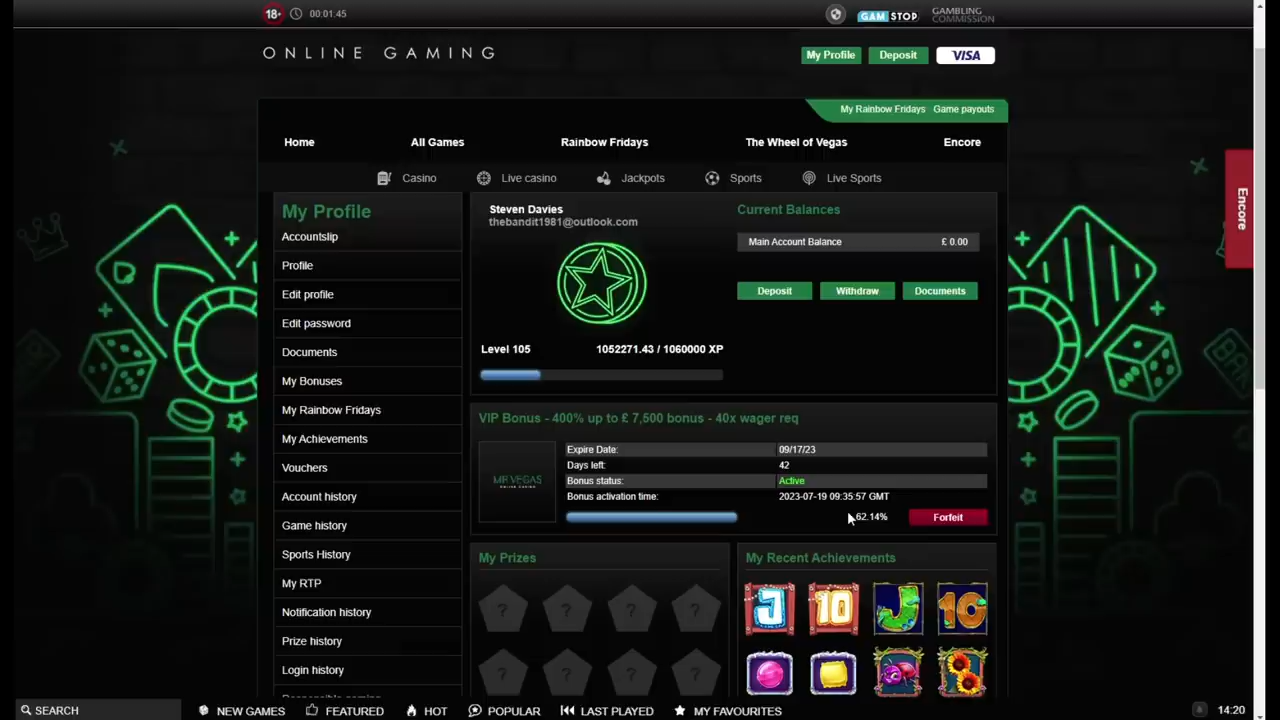 18+ 00:01:45 GAMSTOP GAMBLING COMMISSION
ONLINE GAMING
My Profile Deposit VISA
My Rainbow Fridays Game payouts
Home All Games Rainbow Fridays The Wheel of Vegas Encore
Casino Live casino Jackpots Sports Live Sports
Encore
My Profile
Accountslip
Profile
Edit profile
Edit password
Documents
My Bonuses
My Rainbow Fridays
My Achievements
Vouchers
Account history
Game history
Sports History
My RTP
Notification history
Prize history
Login history
Steven Davies
thebandit1981@outlook.com
Level 105 1052271.43 / 1060000 XP
Current Balances
Main Account Balance £ 0.00
Deposit Withdraw Documents
VIP Bonus - 400% up to £ 7,500 bonus - 40x wager req
MR VEGAS
ONLINE CASINO
Expire Date: 09/17/23
Days left: 42
Bonus status: Active
Bonus activation time: 2023-07-19 09:35:57 GMT
62.14% Forfeit
My Prizes
? ? ? ?
? ? ? ?
My Recent Achievements
J 10 J 10
SEARCH NEW GAMES FEATURED HOT POPULAR LAST PLAYED MY FAVOURITES 14:20